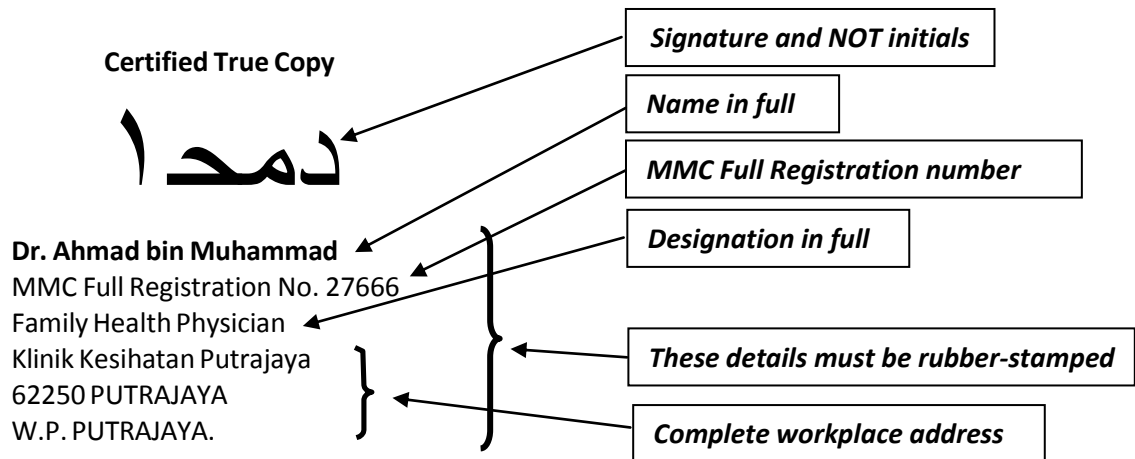 Certified True Copy
دمحا
Dr. Ahmad bin Muhammad
MMC Full Registration No. 27666
Family Health Physician
Klinik Kesihatan Putrajaya
62250 PUTRAJAYA
W.P. PUTRAJAYA.
Signature and NOT initials
Name in full
MMC Full Registration number
Designation in full
These details must be rubber-stamped
Complete workplace address